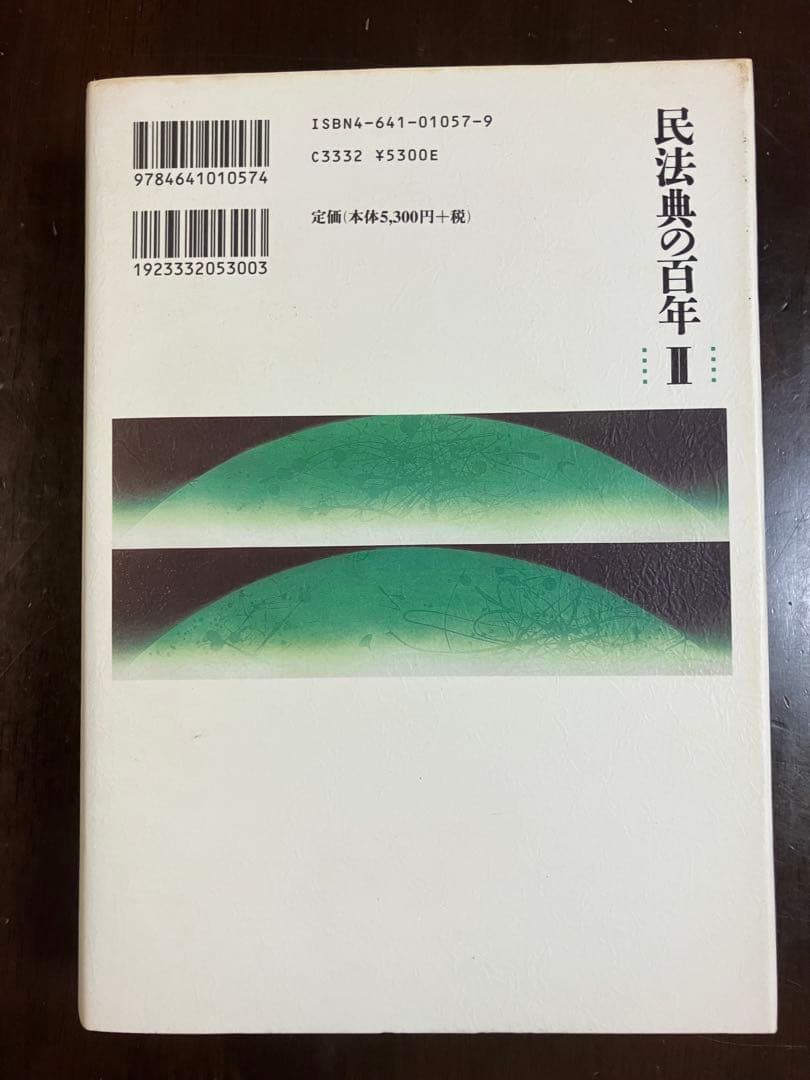 民法典の百年 II
ISBN4-641-01057-9
C3332 ¥5300E
定価(本体5,300円+税)
9784641010574
1923332053003